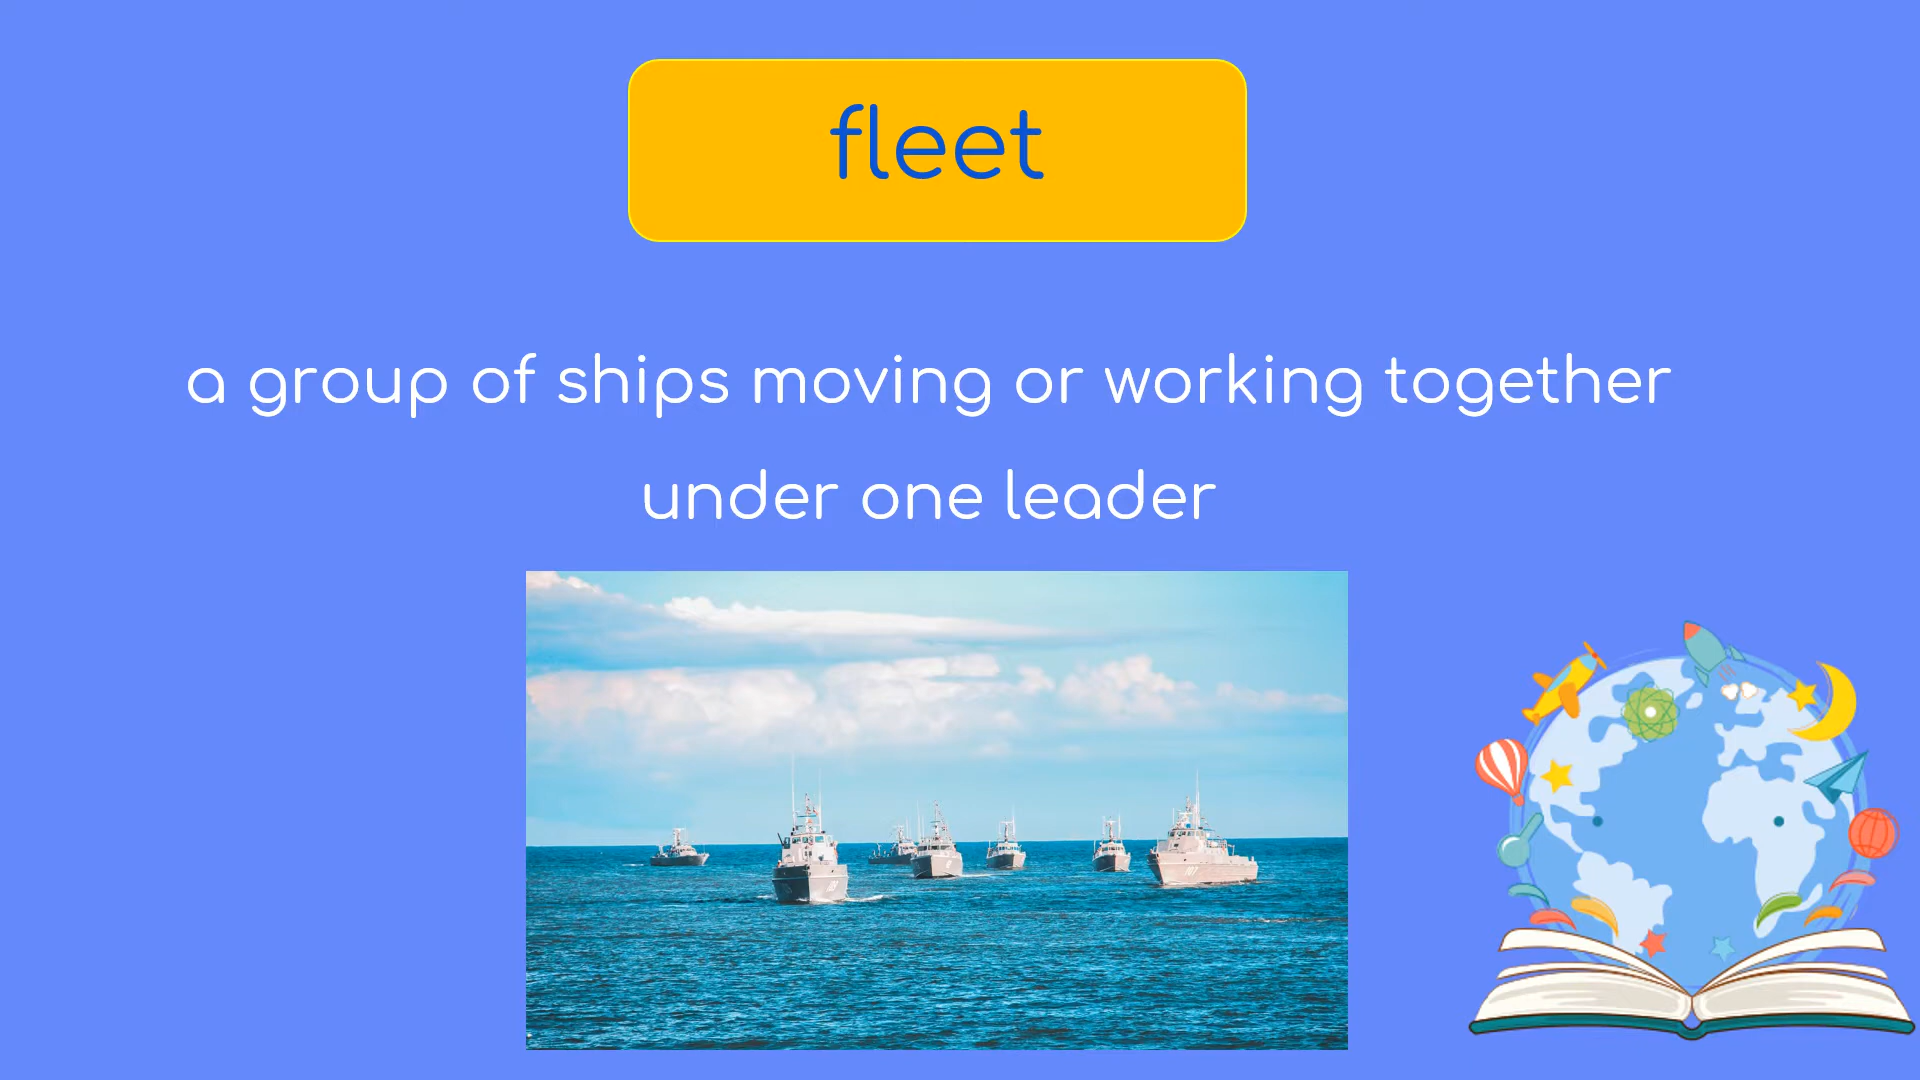 fleet
a group of ships moving or working together
under one leader